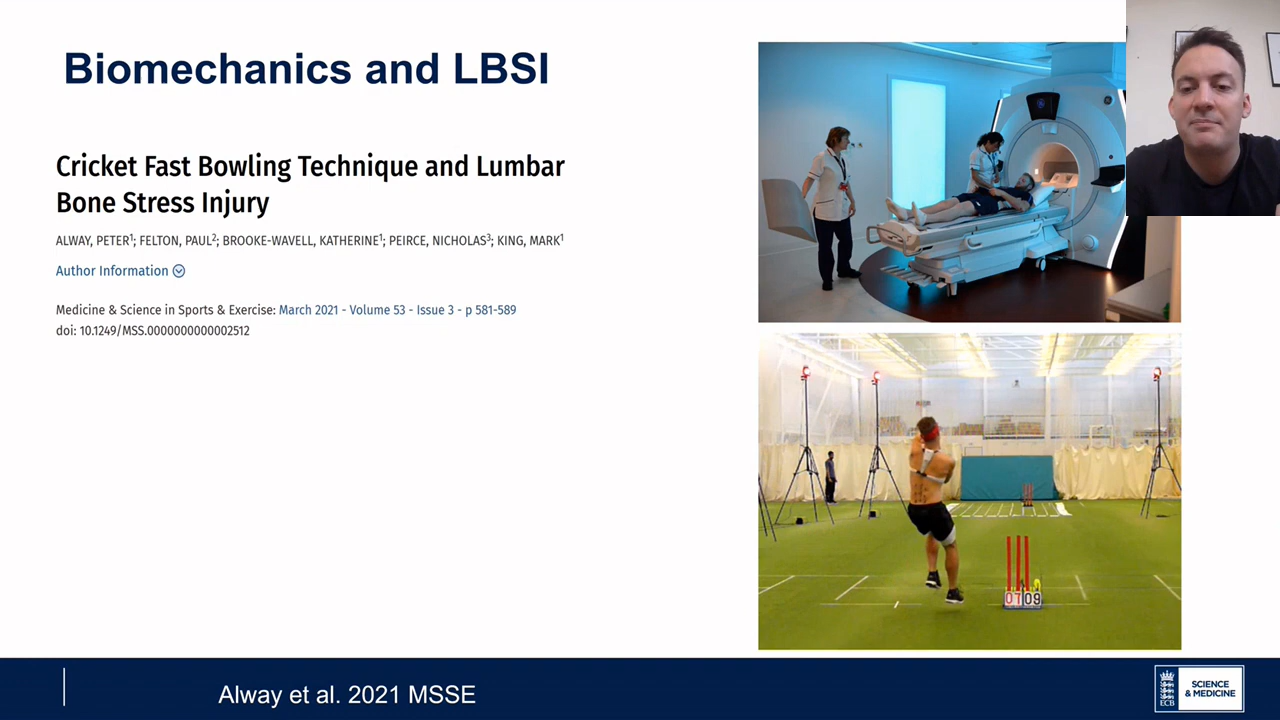 Biomechanics and LBSI
Cricket Fast Bowling Technique and Lumbar
Bone Stress Injury
ALWAY, PETER1; FELTON, PAUL2; BROOKE-WAVELL, KATHERINE1; PEIRCE, NICHOLAS3; KING, MARK1
Author Information
Medicine & Science in Sports & Exercise: March 2021 - Volume 53 - Issue 3 - p 581-589
doi: 10.1249/MSS.0000000000002512
0709
Alway et al. 2021 MSSE
ECB
SCIENCE
& MEDICINE